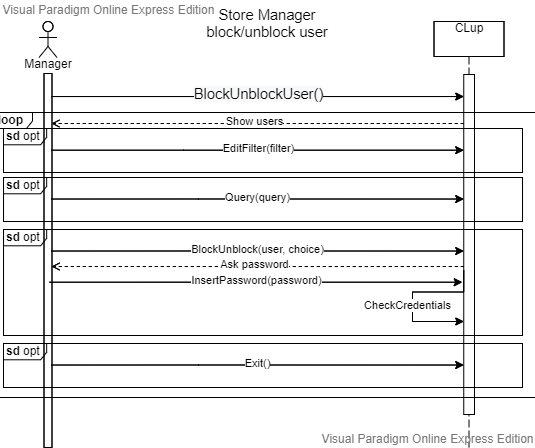 Visual Paradigm Online Express Edition
Store Manager
block/unblock user
CLup
Manager
BlockUnblockUser()
loop
Show users
sd opt
EditFilter(filter)
sd opt
Query(query)
sd opt
BlockUnblock(user, choice)
Ask password
InsertPassword(password)
CheckCredentials
sd opt
Exit()
Visual Paradigm Online Express Edition